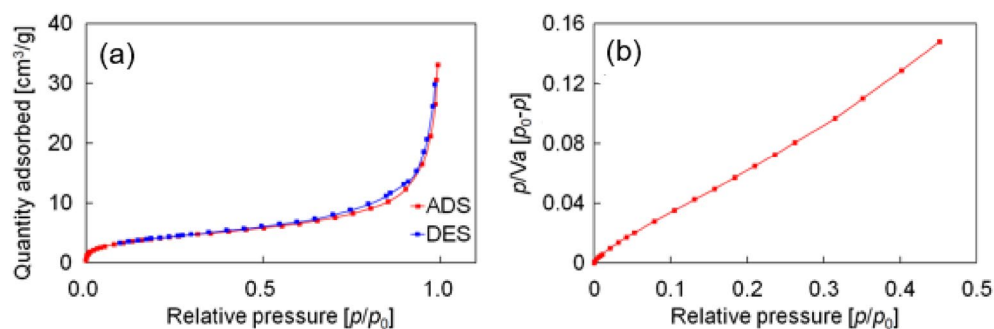 (a)
Quantity adsorbed [cm³/g]
40
30
20
10
0
ADS
DES
0.0
0.5
1.0
Relative pressure [p/p₀]
(b)
p/Va [p₀-p]
0.16
0.12
0.08
0.04
0
0
0.1
0.2
0.3
0.4
0.5
Relative pressure [p/p₀]